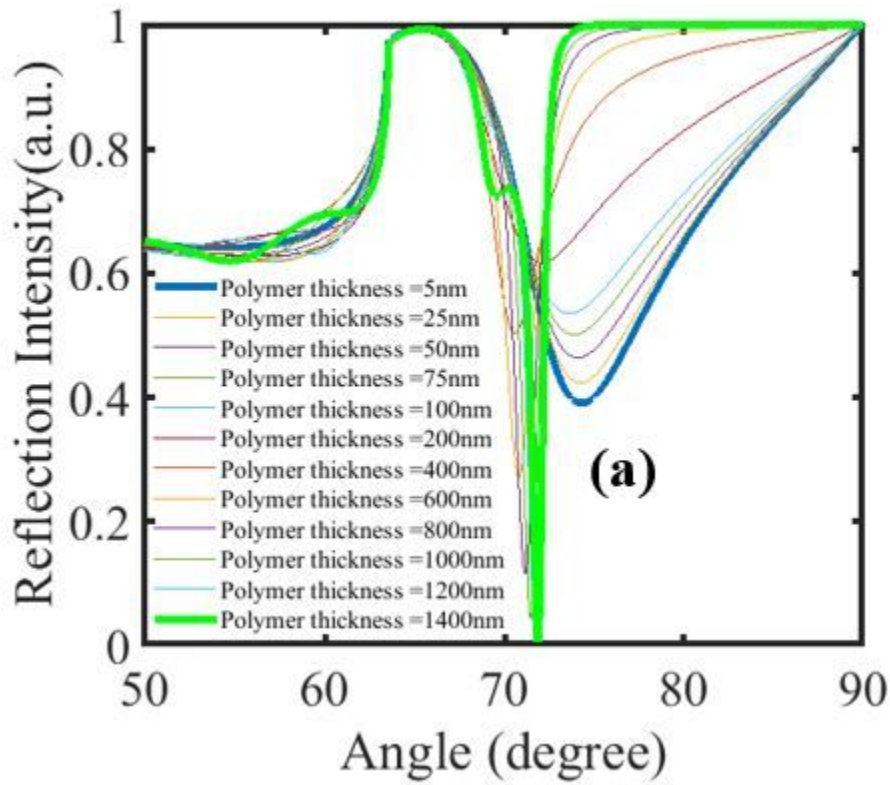 Reflection Intensity(a.u.)
1
0.8
0.6
0.4
0.2
0
Polymer thickness =5nm
Polymer thickness =25nm
Polymer thickness =50nm
Polymer thickness =75nm
Polymer thickness =100nm
Polymer thickness =200nm
Polymer thickness =400nm
Polymer thickness =600nm
Polymer thickness =800nm
Polymer thickness =1000nm
Polymer thickness =1200nm
Polymer thickness =1400nm
(a)
50 60 70 80 90
Angle (degree)